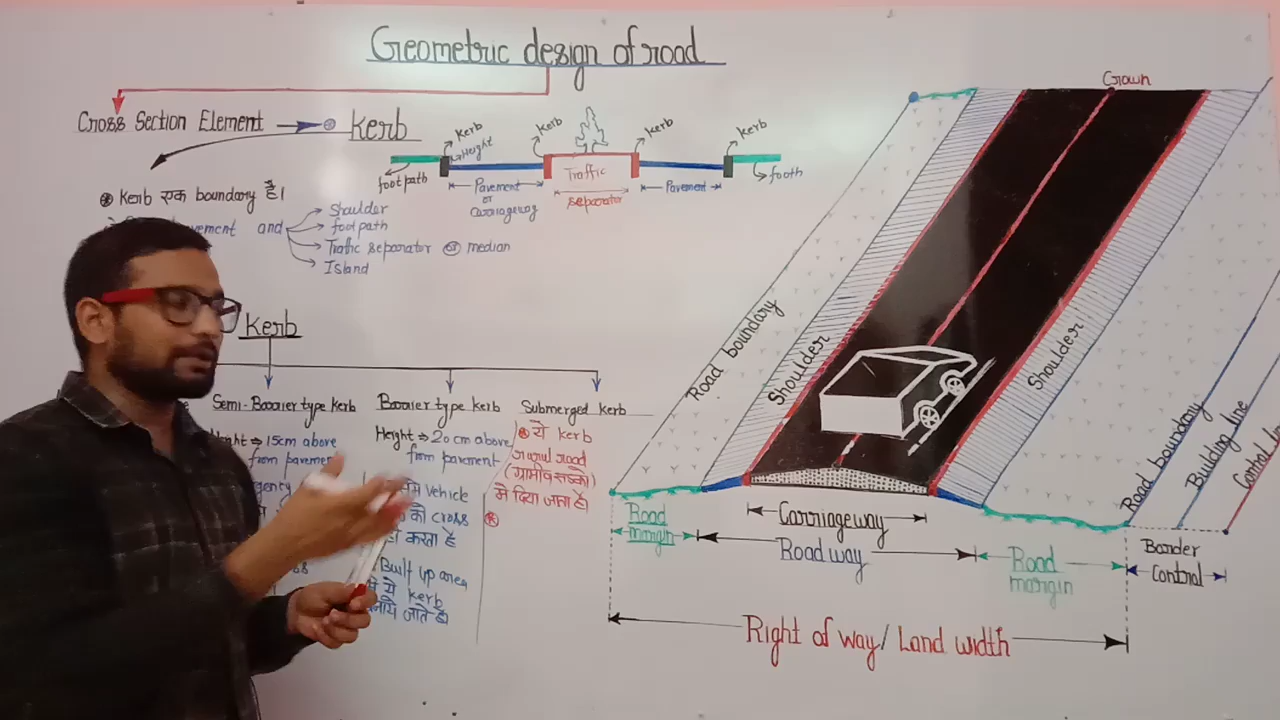 Geometric design of road
Cross Section Element
Kerb
Kerb एक boundary है।
pavement and
Shoulder
foot path
Traffic separator or median
Island
Kerb
Height
foot path
Pavement
or
Carriageway
Kerb
Traffic
separator
Kerb
Pavement
Kerb
footh
Kerb
Semi-Barrier type Kerb
Height ⇒ 15cm above
from pavement
Barrier type Kerb
Height ⇒ 20 cm above
from pavement
Vehicle
को cross
करता है
Built up area
मे ये Kerb
बनाये जाते है।
Submerged Kerb
ये Kerb
rural road
(ग्रामीण सड़को)
मे दिया जाता है।
Crown
Road boundary
Shoulder
Shoulder
Road boundary
Building line
Control
Road
margin
Carriageway
Road way
Road
margin
Border
Control
Right of way/ Land width